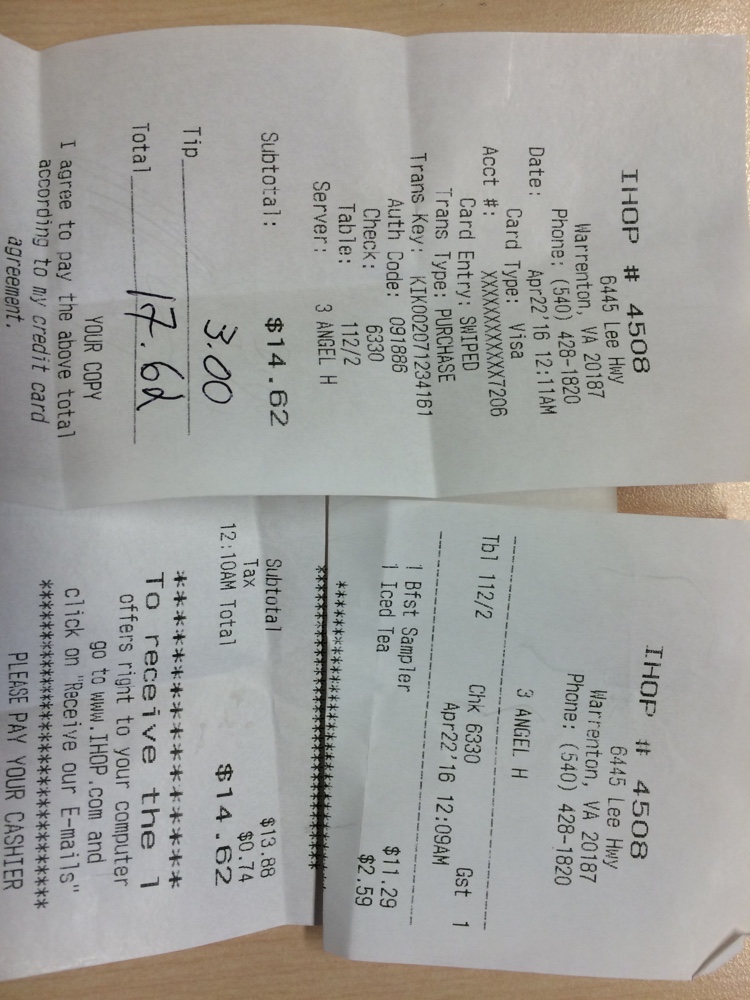 IHOP # 4508
6445 Lee Hwy
Warrenton, VA 20187
Phone: (540) 428-1820
Date: Apr22'16 12:11AM
Card Type: Visa
Acct #: XXXXXXXXXXXX7206
Card Entry: SWIPED
Trans Type: PURCHASE
Trans Key: KIK002071234161
Auth Code: 091886
Check: 6330
Table: 112/2
Server: 3 ANGEL H
Subtotal: $14.62
Tip 3.00
Total 17.62
YOUR COPY
I agree to pay the above total
according to my credit card
agreement.
IHOP # 4508
6445 Lee Hwy
Warrenton, VA 20187
Phone: (540) 428-1820
3 ANGEL H
Tbl 112/2 Chk 6330 Gst 1
Apr22'16 12:09AM
1 Bfst Sampler $11.29
1 Iced Tea $2.59
Subtotal $13.88
Tax $0.74
12:10AM Total $14.62
To receive the l
offers right to your computer
go to www.IHOP.com and
click on "Receive our E-mails"
PLEASE PAY YOUR CASHIER